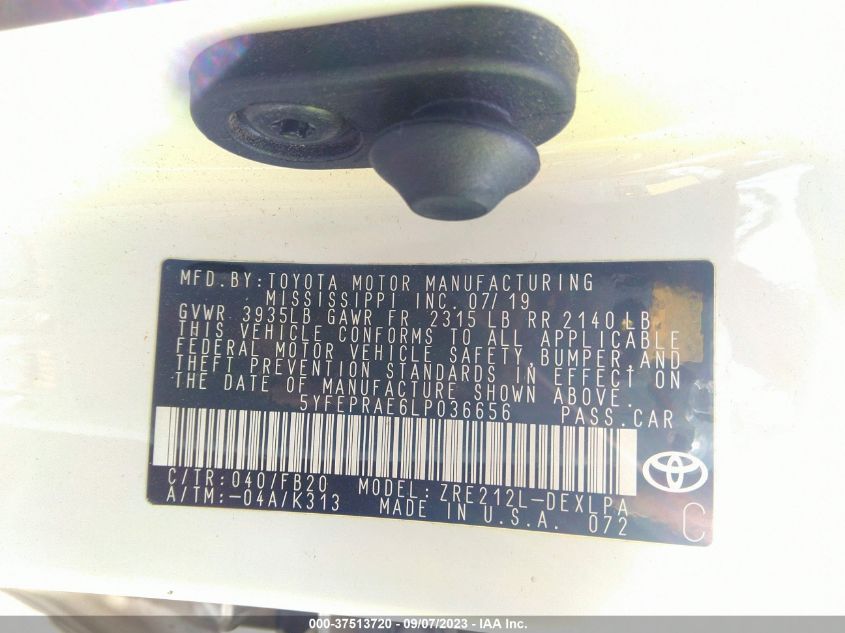 MFD. BY: TOYOTA MOTOR MANUFACTURING
MISSISSIPPI INC. 07/19
GVWR 3935LB GAWR FR 2315 LB RR 2140 LB
THIS VEHICLE CONFORMS TO ALL APPLICABLE
FEDERAL MOTOR VEHICLE SAFETY, BUMPER AND
THEFT PREVENTION STANDARDS IN EFFECT ON
THE DATE OF MANUFACTURE SHOWN ABOVE.
5YFEPRAE6LP036656 PASS. CAR
C/TR: 040/FB20 MODEL: ZRE212L-DEXLPA
A/TM: -04A/K313 MADE IN U.S.A. 072
C
000-37513720 - 09/07/2023 - IAA Inc.